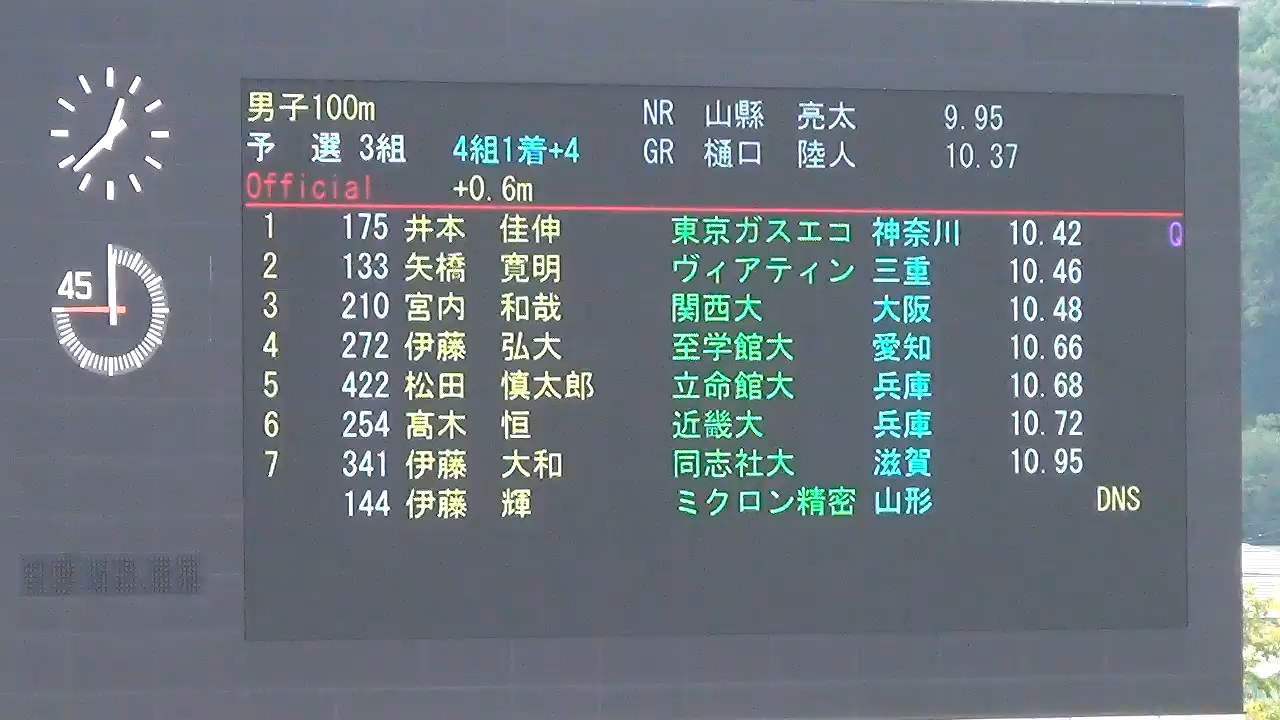 男子100m NR 山縣 亮太 9.95
予 選 3組 4組1着+4 GR 樋口 陸人 10.37
Official +0.6m
1 175 井本 佳伸 東京ガスエコ 神奈川 10.42 Q
2 133 矢橋 寛明 ヴィアティン 三重 10.46
3 210 宮内 和哉 関西大 大阪 10.48
4 272 伊藤 弘大 至学館大 愛知 10.66
5 422 松田 慎太郎 立命館大 兵庫 10.68
6 254 髙木 恒 近畿大 兵庫 10.72
7 341 伊藤 大和 同志社大 滋賀 10.95
144 伊藤 輝 ミクロン精密 山形 DNS
45